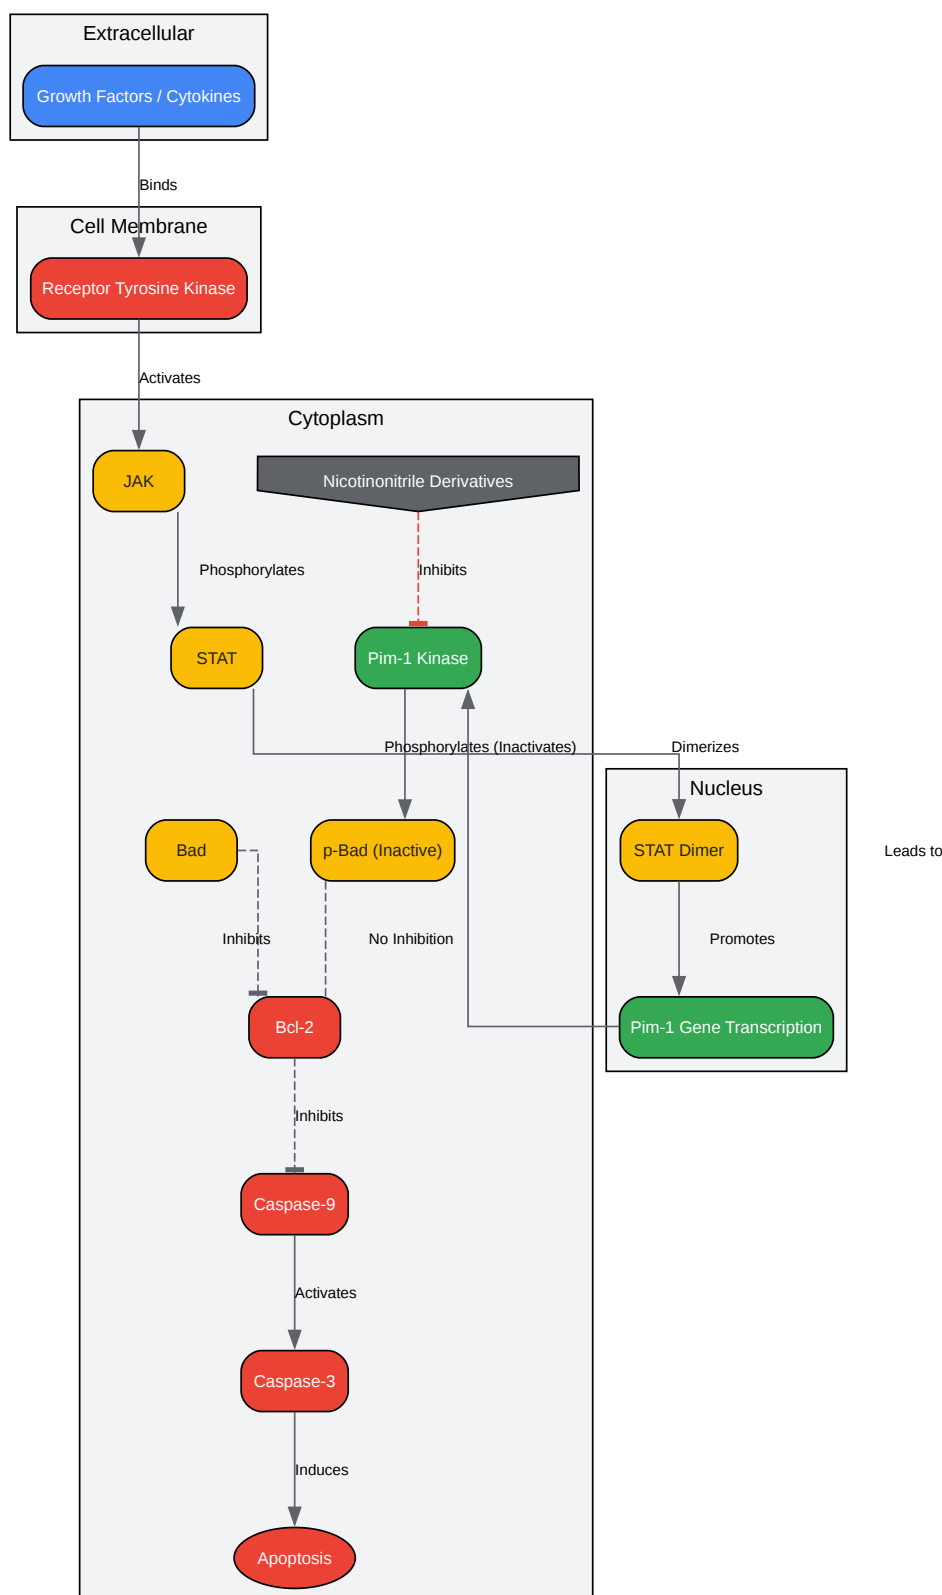 Extracellular
Growth Factors / Cytokines
Binds
Cell Membrane
Receptor Tyrosine Kinase
Activates
Cytoplasm
JAK
Nicotinonitrile Derivatives
Phosphorylates
Inhibits
STAT
Pim-1 Kinase
Phosphorylates (Inactivates)
Dimerizes
Nucleus
Bad
p-Bad (Inactive)
STAT Dimer
Leads to
Inhibits
No Inhibition
Promotes
Bcl-2
Pim-1 Gene Transcription
Inhibits
Caspase-9
Activates
Caspase-3
Induces
Apoptosis